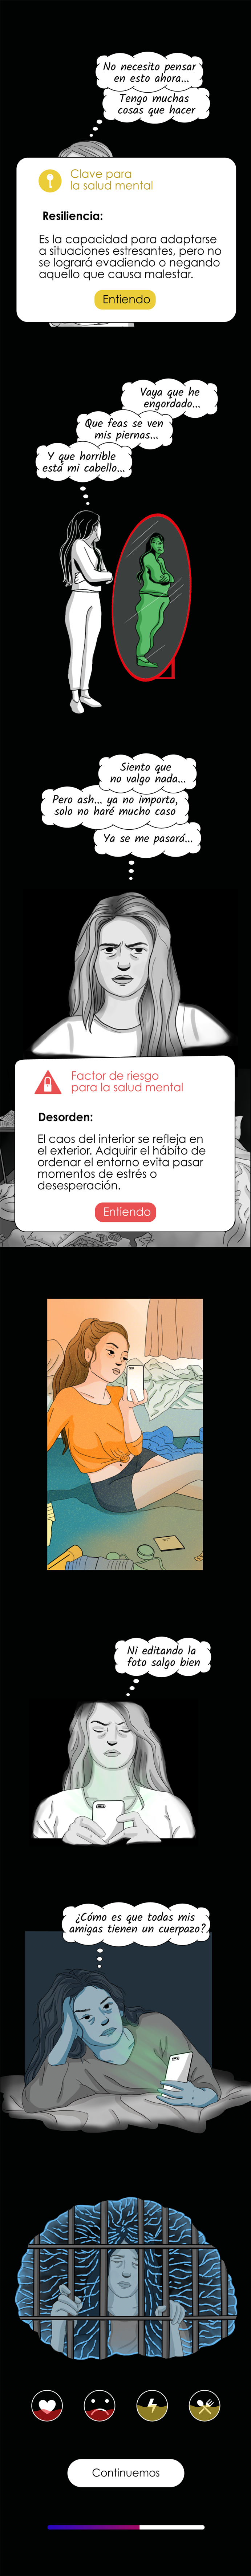 No necesito pensar
en esto ahora...
Tengo muchas
cosas que hacer
Clave para
la salud mental
Resiliencia:
Es la capacidad para adaptarse
a situaciones estresantes, pero no
se logrará evadiendo o negando
aquello que causa malestar.
Entiendo
Vaya que he
engordado...
Que feas se ven
mis piernas...
Y que horrible
está mi cabello...
Siento que
no valgo nada...
Pero ash... ya no importa,
solo no haré mucho caso
Ya se me pasará...
Factor de riesgo
para la salud mental
Desorden:
El caos del interior se refleja en
el exterior. Adquirir el hábito de
ordenar el entorno evita pasar
momentos de estrés o
desesperación.
Entiendo
Ni editando la
foto salgo bien
¿Cómo es que todas mis
amigas tienen un cuerpazo?
Continuemos